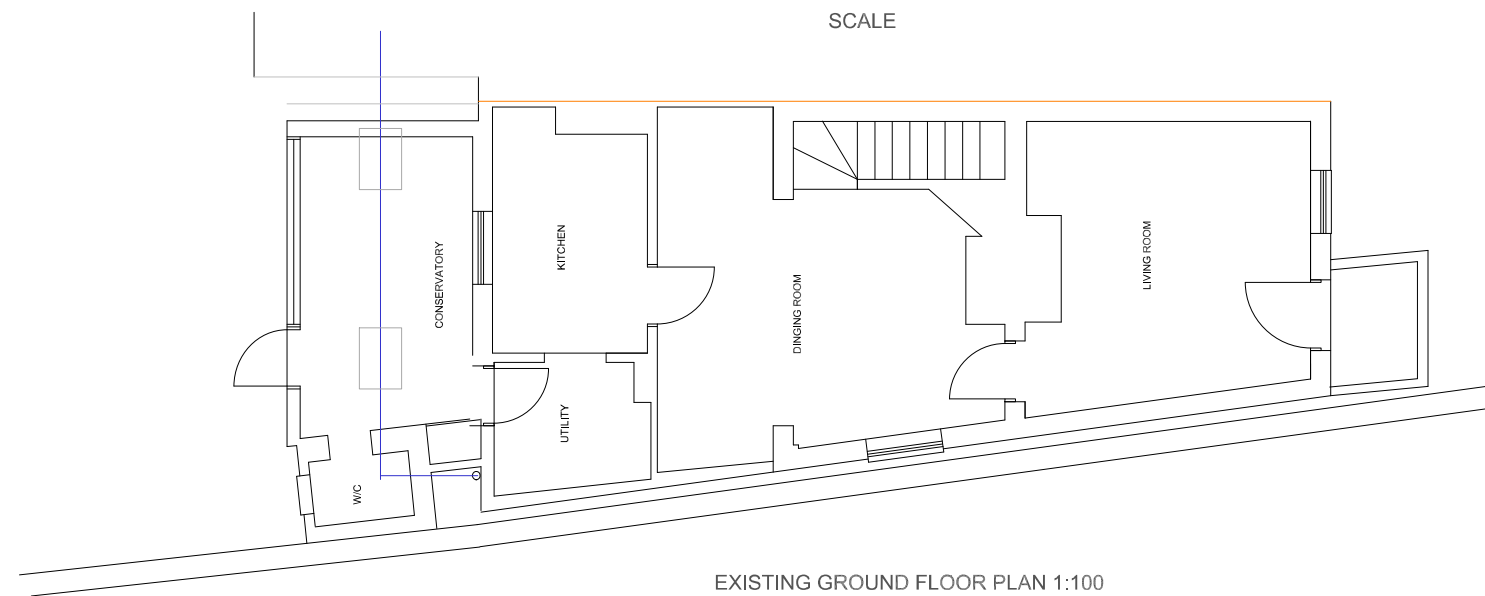 SCALE
CONSERVATORY
KITCHEN
DINGING ROOM
LIVING ROOM
UTILITY
W/C
EXISTING GROUND FLOOR PLAN 1:100